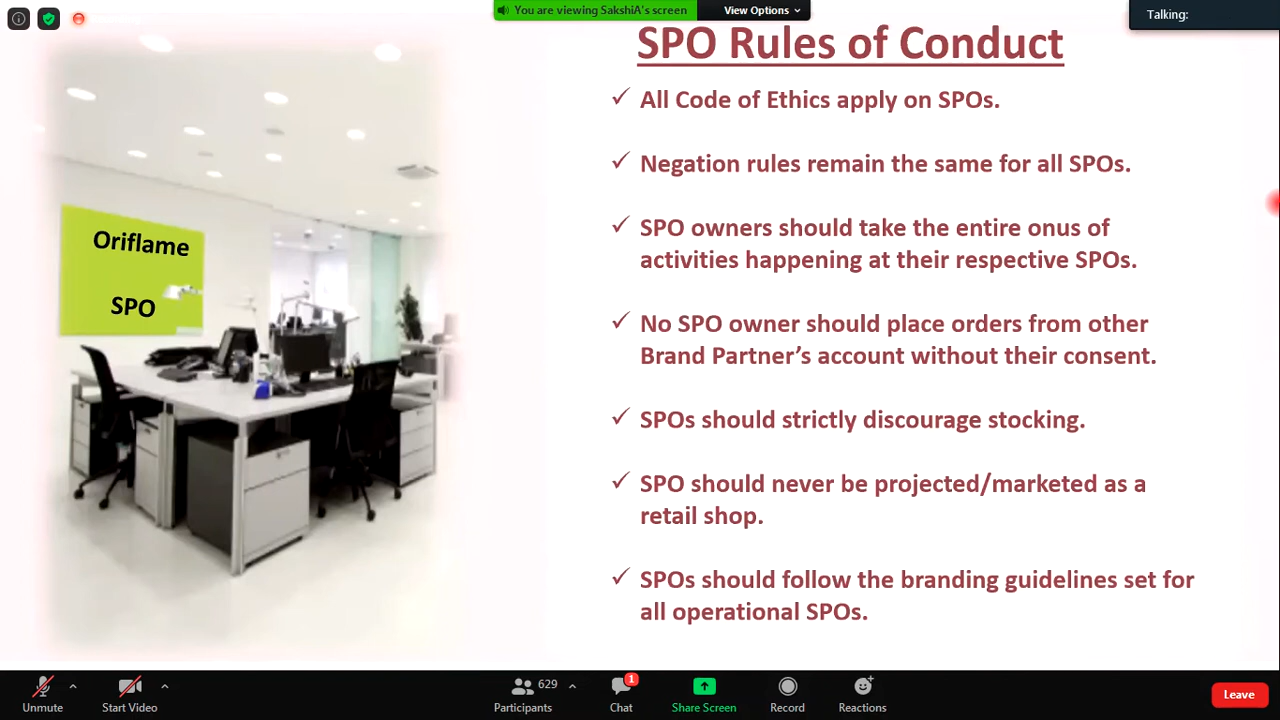 You are viewing SakshiA's screen
View Options
Talking:
SPO Rules of Conduct
✓ All Code of Ethics apply on SPOs.
✓ Negation rules remain the same for all SPOs.
✓ SPO owners should take the entire onus of
activities happening at their respective SPOs.
✓ No SPO owner should place orders from other
Brand Partner’s account without their consent.
✓ SPOs should strictly discourage stocking.
✓ SPO should never be projected/marketed as a
retail shop.
✓ SPOs should follow the branding guidelines set for
all operational SPOs.
Oriflame
SPO
Unmute
Start Video
629
Participants
1
Chat
Share Screen
Record
Reactions
Leave